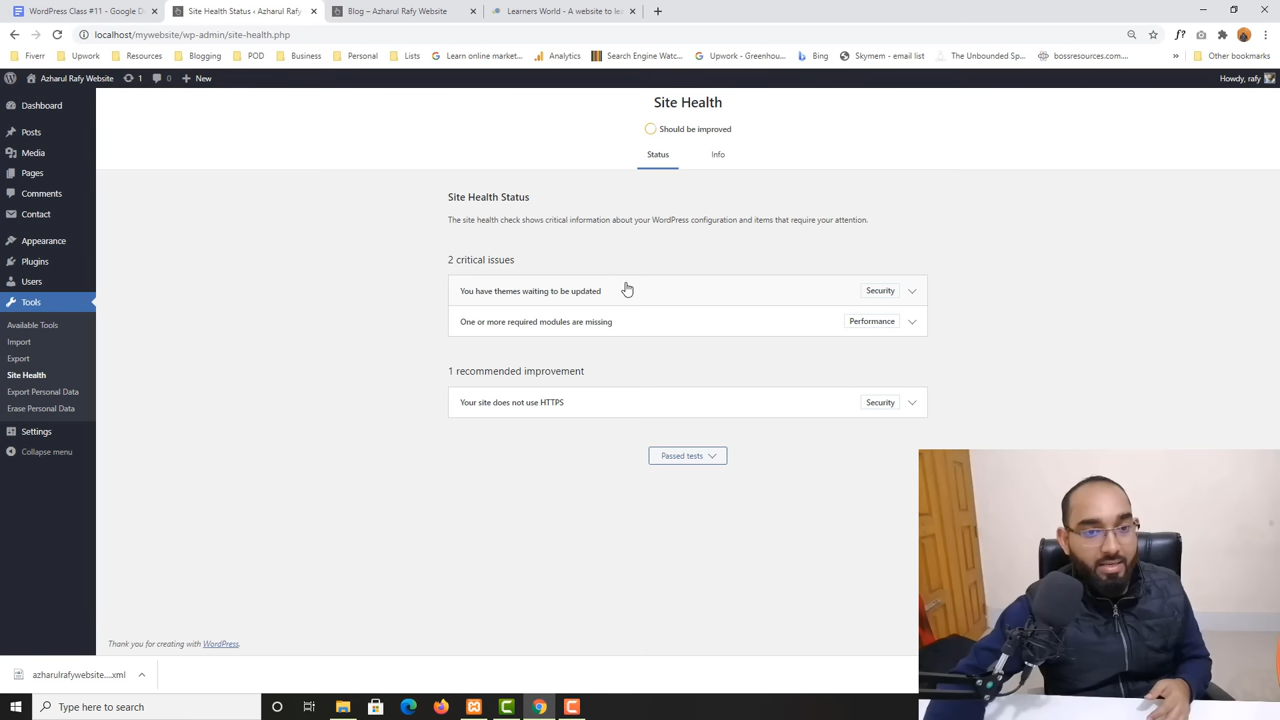 WordPress Class #11 - Google D
Site Health Status ‹ Azharul Rafy
Blog – Azharul Rafy Website
Learners World - A website to lea
localhost/mywebsite/wp-admin/site-health.php
Fiverr
Upwork
Resources
Blogging
POD
Business
Personal
Lists
Learn online market...
Analytics
Search Engine Watc...
Upwork - Greenhou...
Bing
Skymem - email list
The Unbounded Sp...
bossresources.com...
»
Other bookmarks
Azharul Rafy Website
1
0
+ New
Howdy, rafy
Dashboard
Posts
Media
Pages
Comments
Contact
Appearance
Plugins
Users
Tools
Available Tools
Import
Export
Site Health
Export Personal Data
Erase Personal Data
Settings
Collapse menu
Site Health
Should be improved
Status
Info
Site Health Status
The site health check shows critical information about your WordPress configuration and items that require your attention.
2 critical issues
You have themes waiting to be updated
Security
One or more required modules are missing
Performance
1 recommended improvement
Your site does not use HTTPS
Security
Passed tests
Thank you for creating with WordPress.
azharulrafywebsite....xml
Type here to search